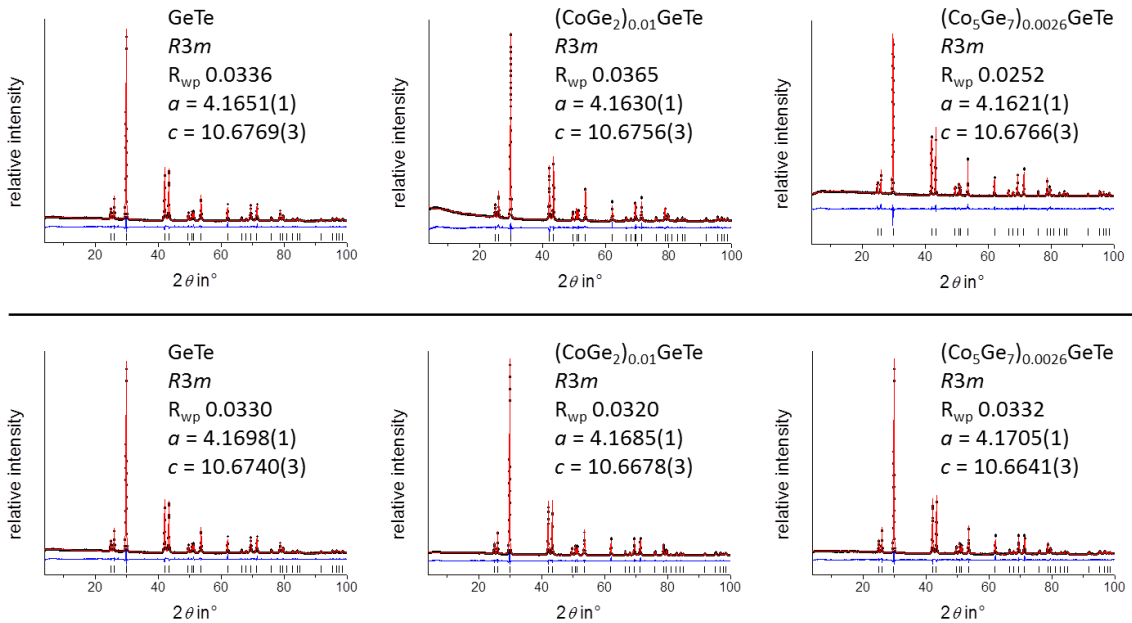 GeTe
R3m
Rwp 0.0336
a = 4.1651(1)
c = 10.6769(3)
relative intensity
20 40 60 80 100
2 θ in°
(CoGe2)0.01GeTe
R3m
Rwp 0.0365
a = 4.1630(1)
c = 10.6756(3)
relative intensity
20 40 60 80 100
2 θ in°
(Co5Ge7)0.0026GeTe
R3m
Rwp 0.0252
a = 4.1621(1)
c = 10.6766(3)
relative intensity
20 40 60 80 100
2 θ in°
GeTe
R3m
Rwp 0.0330
a = 4.1698(1)
c = 10.6740(3)
relative intensity
20 40 60 80 100
2 θ in°
(CoGe2)0.01GeTe
R3m
Rwp 0.0320
a = 4.1685(1)
c = 10.6678(3)
relative intensity
20 40 60 80 100
2 θ in°
(Co5Ge7)0.0026GeTe
R3m
Rwp 0.0332
a = 4.1705(1)
c = 10.6641(3)
relative intensity
20 40 60 80 100
2 θ in°